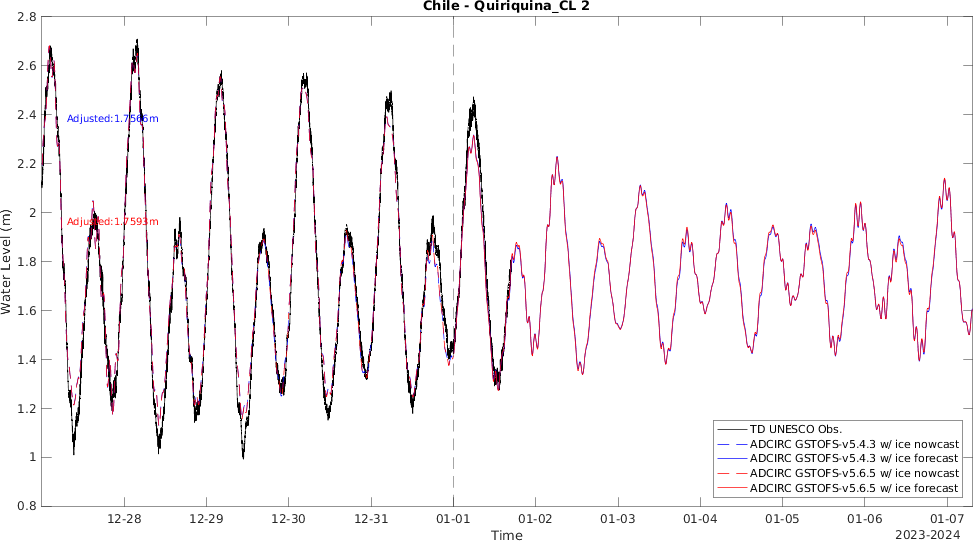 Chile - Quiriquina_CL 2
2.8
2.6
2.4
2.2
2
1.8
1.6
1.4
1.2
1
0.8
Water Level (m)
Adjusted:1.7566m
Adjusted:1.7593m
TD UNESCO Obs.
ADCIRC GSTOFS-v5.4.3 w/ ice nowcast
ADCIRC GSTOFS-v5.4.3 w/ ice forecast
ADCIRC GSTOFS-v5.6.5 w/ ice nowcast
ADCIRC GSTOFS-v5.6.5 w/ ice forecast
12-28 12-29 12-30 12-31 01-01 01-02 01-03 01-04 01-05 01-06 01-07
Time
2023-2024